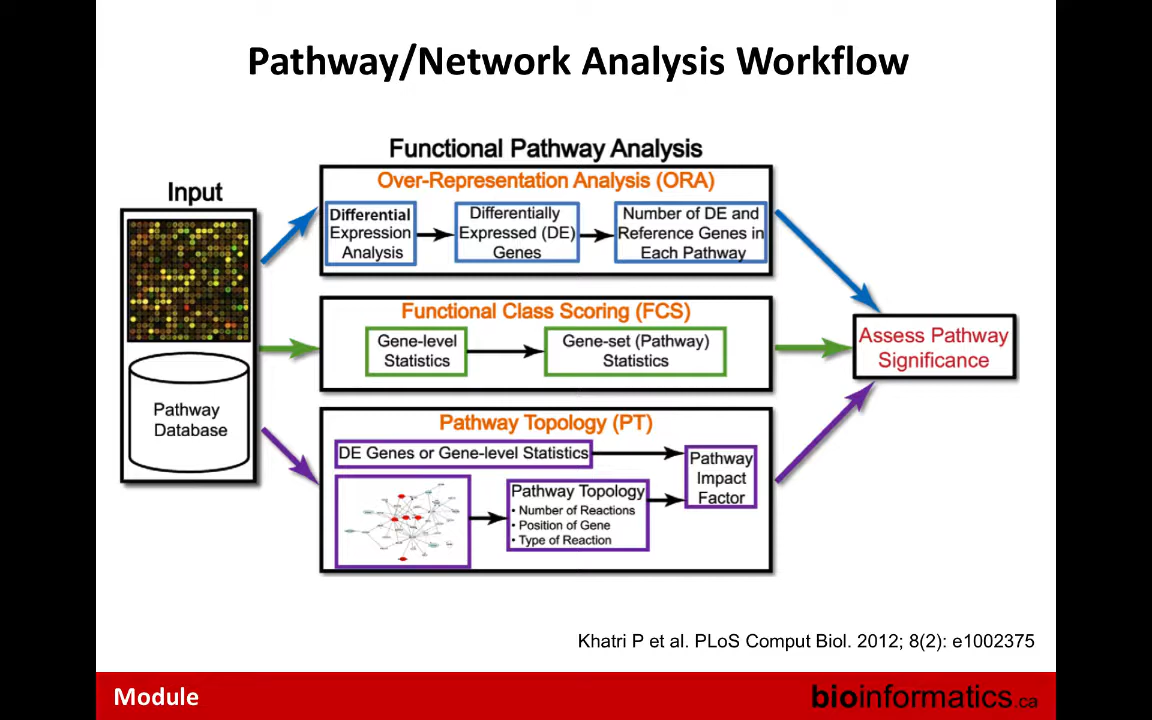 Pathway/Network Analysis Workflow
Functional Pathway Analysis
Input
Pathway
Database
Over-Representation Analysis (ORA)
Differential
Expression
Analysis
Differentially
Expressed (DE)
Genes
Number of DE and
Reference Genes in
Each Pathway
Functional Class Scoring (FCS)
Gene-level
Statistics
Gene-set (Pathway)
Statistics
Pathway Topology (PT)
DE Genes or Gene-level Statistics
Pathway Topology
• Number of Reactions
• Position of Gene
• Type of Reaction
Pathway
Impact
Factor
Assess Pathway
Significance
Khatri P et al. PLoS Comput Biol. 2012; 8(2): e1002375
Module
bioinformatics.ca